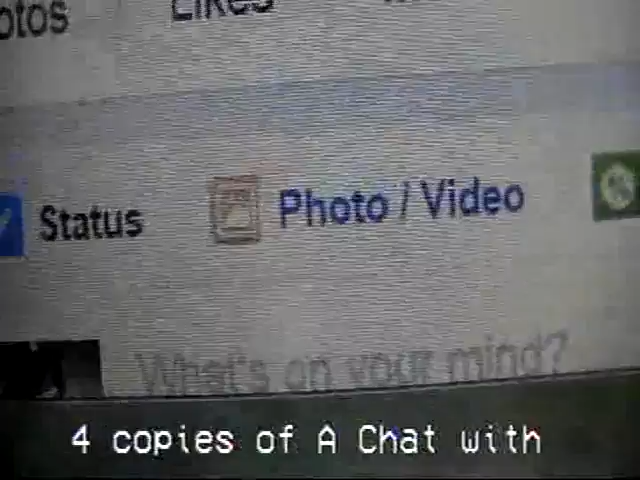 otos Likes
Status Photo / Video
What's on your mind?
4 copies of A Chat with